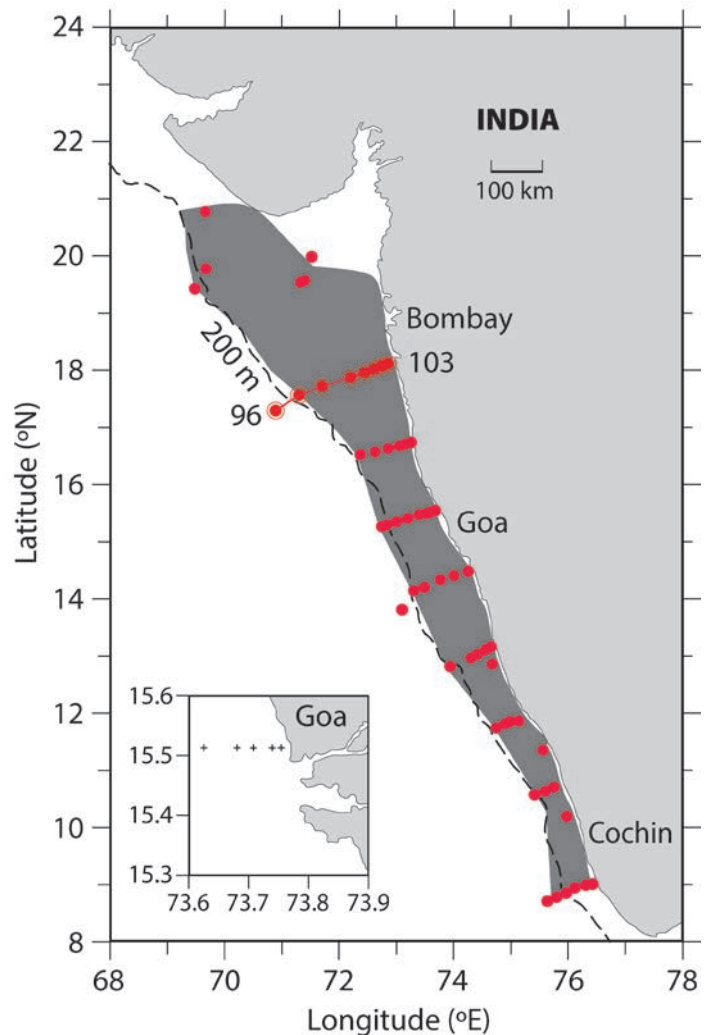 24
22
20
18
16
14
12
10
8
Latitude (ºN)
INDIA
100 km
Bombay
103
200 m
96
Goa
Cochin
Goa
15.6
15.5
15.4
15.3
73.6 73.7 73.8 73.9
68 70 72 74 76 78
Longitude (ºE)